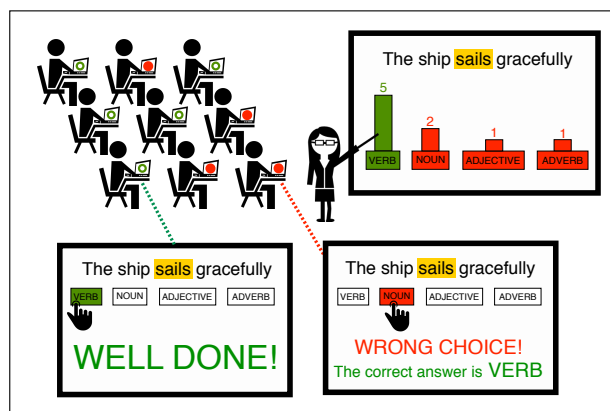 The ship sails gracefully
5
2
1
1
VERB
NOUN
ADJECTIVE
ADVERB
The ship sails gracefully
VERB
NOUN
ADJECTIVE
ADVERB
WELL DONE!
The ship sails gracefully
VERB
NOUN
ADJECTIVE
ADVERB
WRONG CHOICE!
The correct answer is VERB